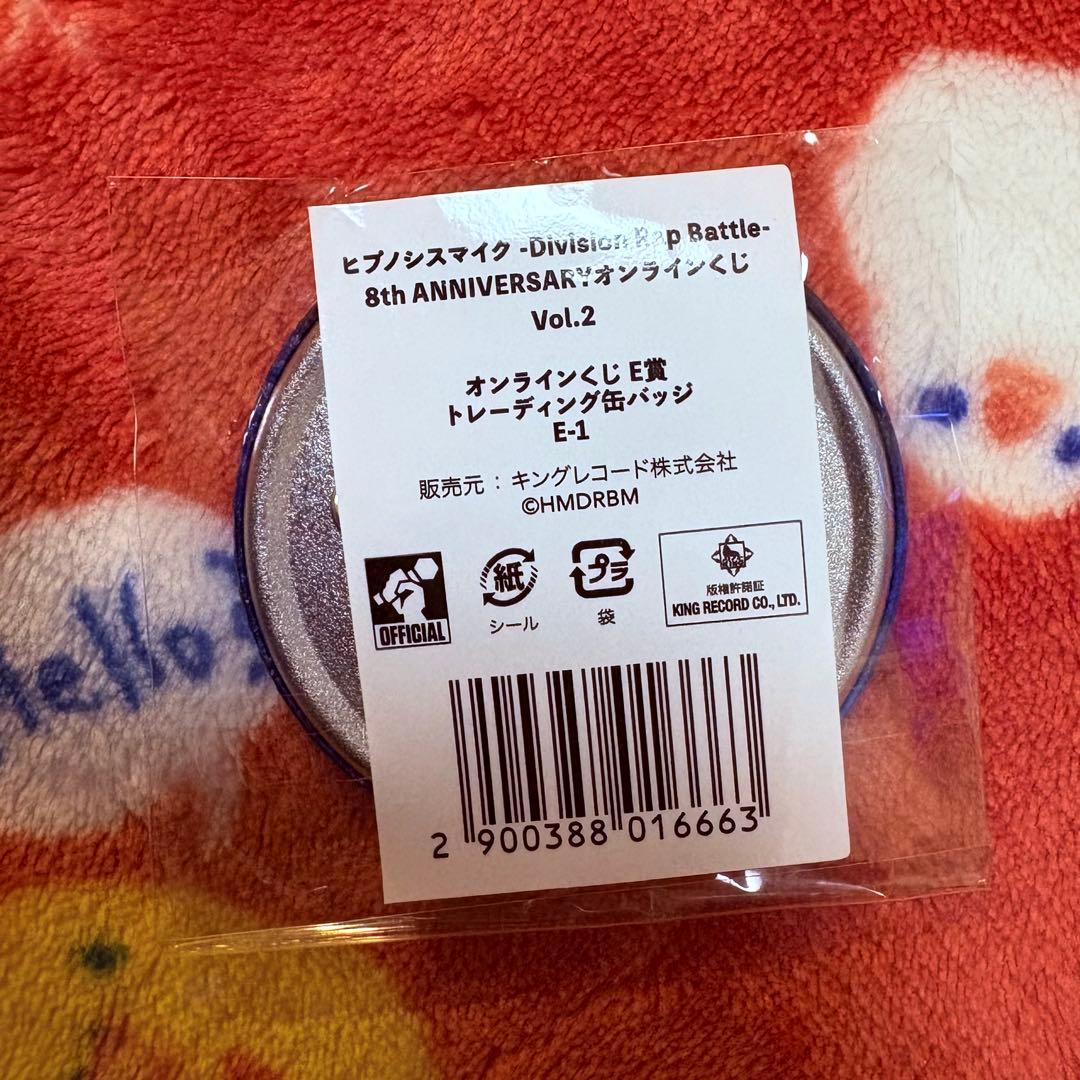 ヒプノシスマイク -Division Rap Battle-
8th ANNIVERSARYオンラインくじ
Vol.2
オンラインくじ E賞
トレーディング缶バッジ
E-1
販売元 : キングレコード株式会社
©HMDRBM
OFFICIAL
紙
シール
プラ
袋
版権許諾証
KING RECORD CO., LTD.
2 900388 016663
Hello